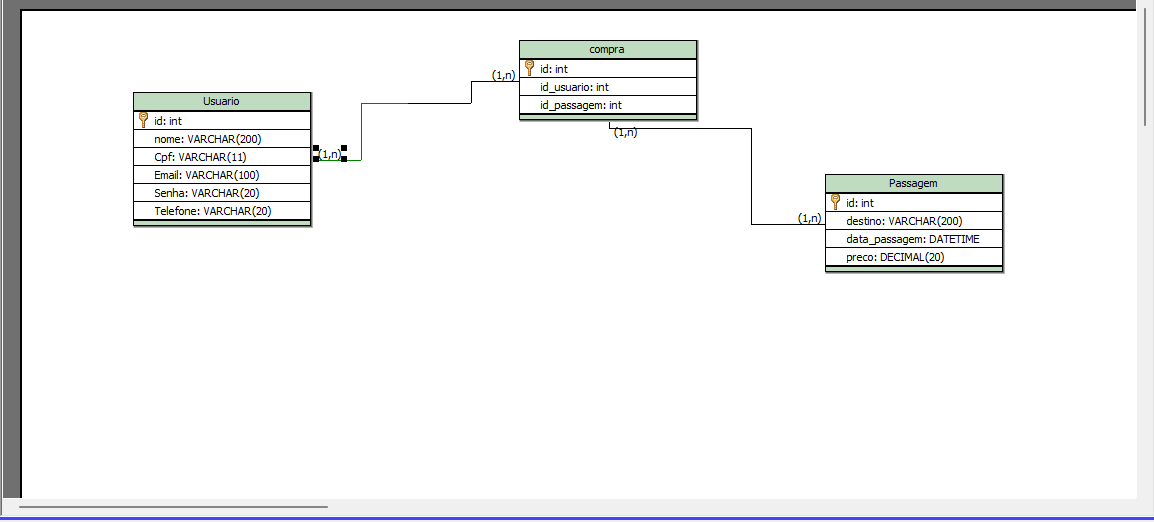 Usuario
id: int
nome: VARCHAR(200)
Cpf: VARCHAR(11)
Email: VARCHAR(100)
Senha: VARCHAR(20)
Telefone: VARCHAR(20)
(1,n)
(1,n)
compra
id: int
id_usuario: int
id_passagem: int
(1,n)
(1,n)
Passagem
id: int
destino: VARCHAR(200)
data_passagem: DATETIME
preco: DECIMAL(20)